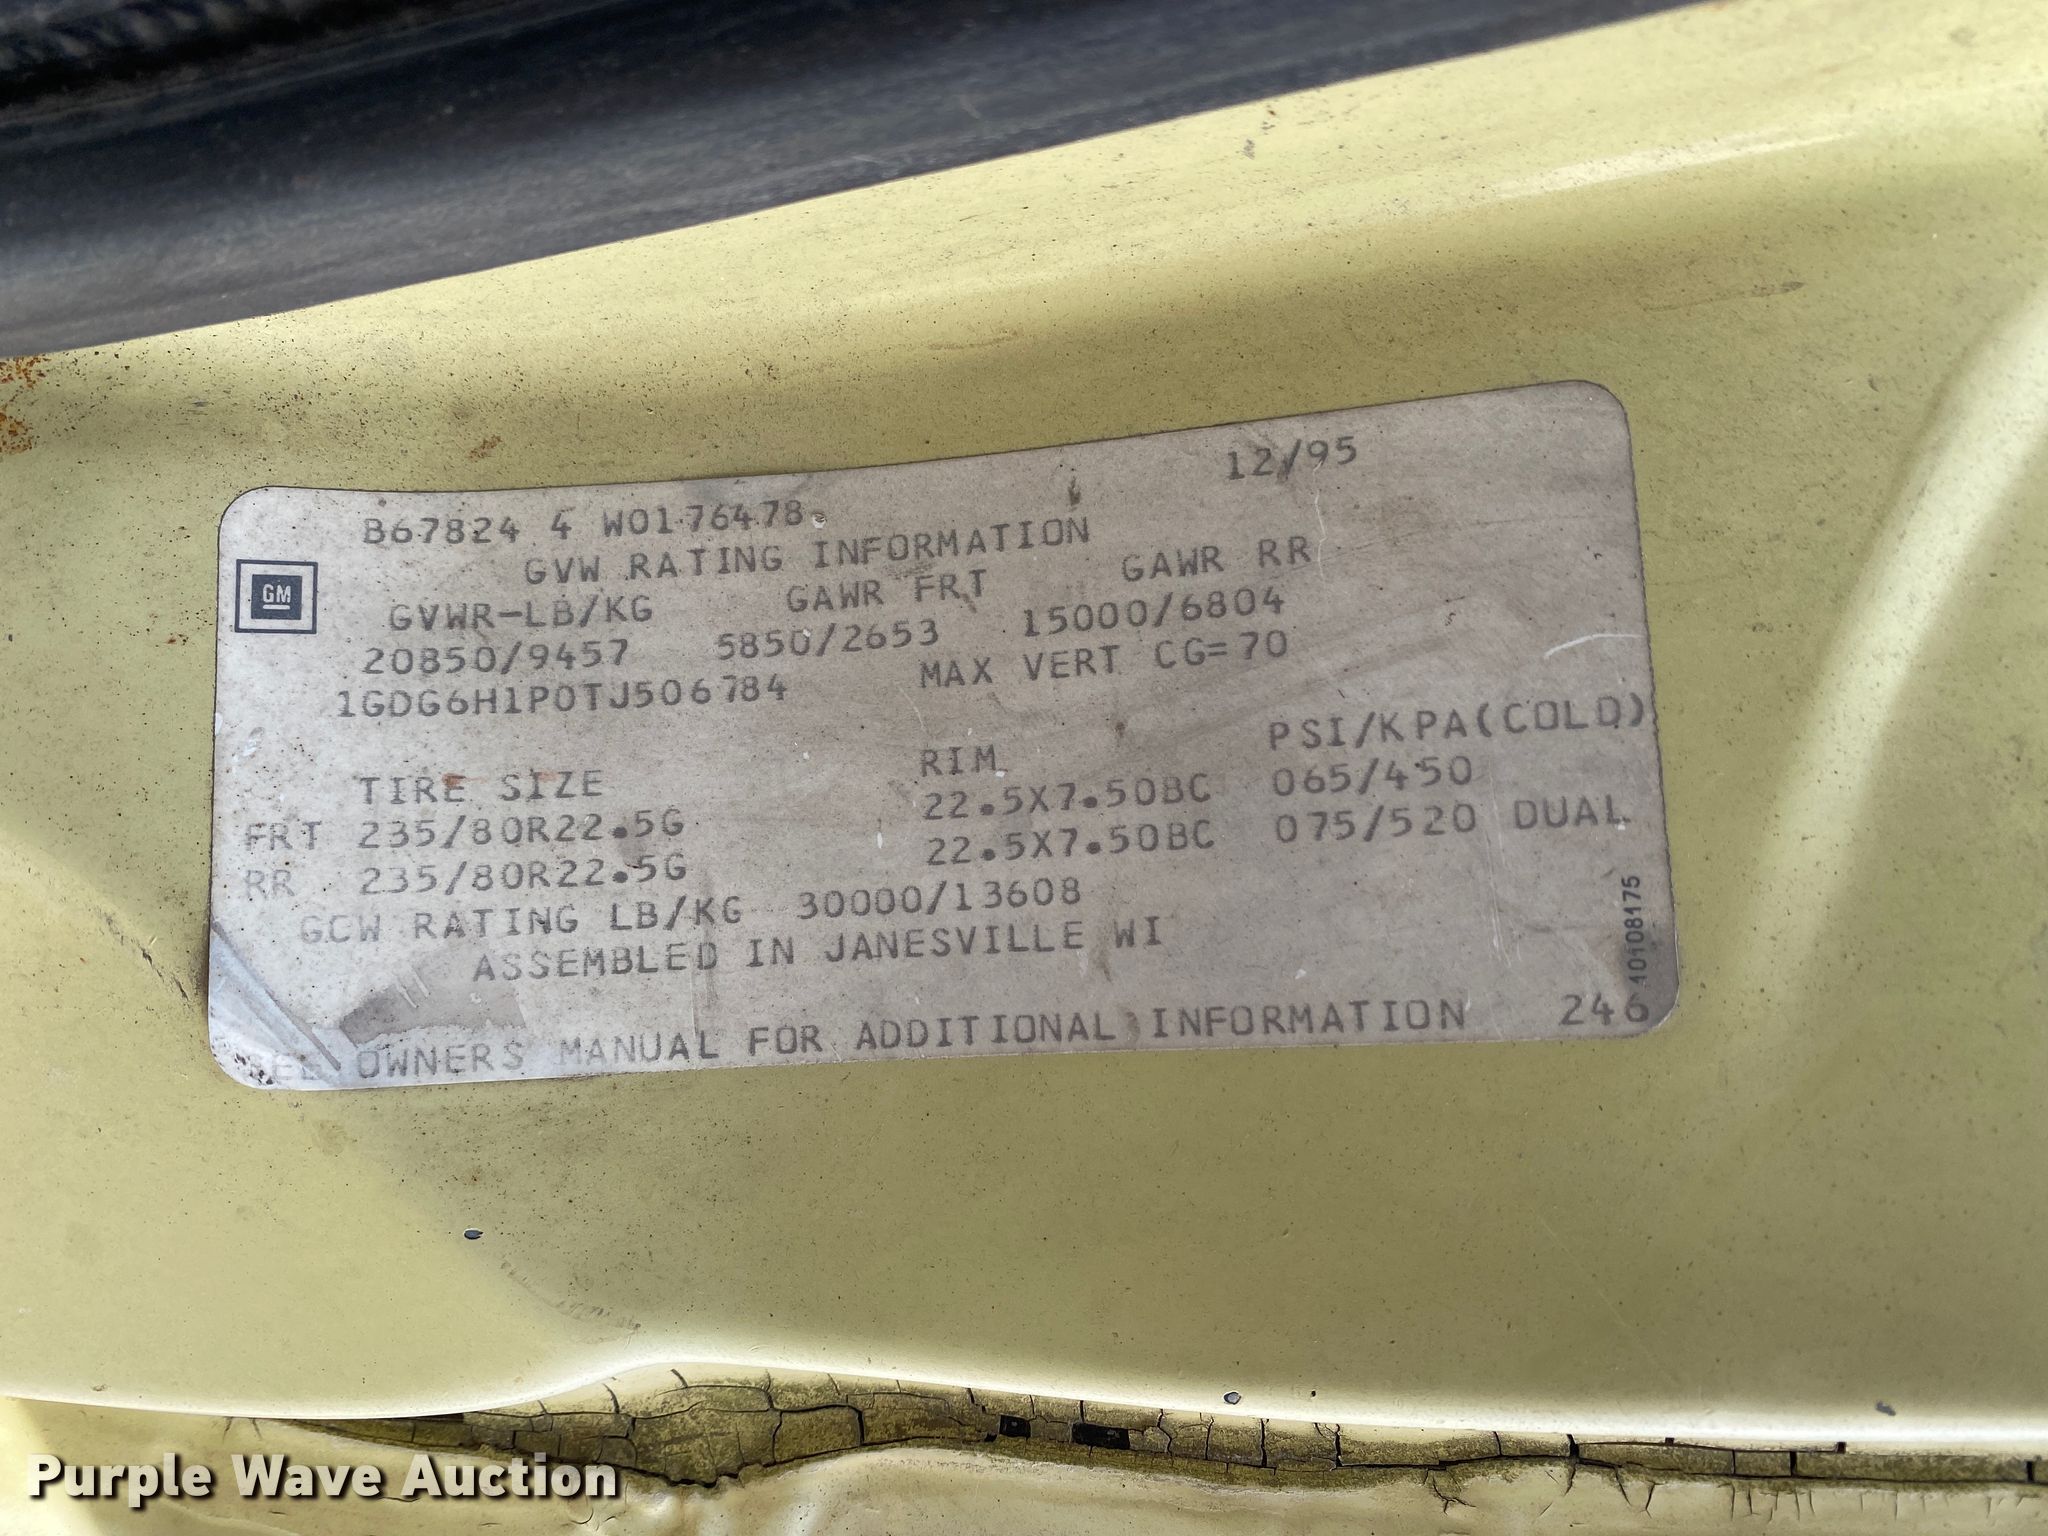 12/95
B67824 4 W0176478
GVW RATING INFORMATION
GM
GVWR-LB/KG GAWR FRT GAWR RR
20850/9457 5850/2653 15000/6804
1GDG6H1P0TJ506784 MAX VERT CG=70
TIRE SIZE RIM PSI/KPA(COLD)
FRT 235/80R22.5G 22.5X7.50BC 065/450
RR 235/80R22.5G 22.5X7.50BC 075/520 DUAL
GCW RATING LB/KG 30000/13608
ASSEMBLED IN JANESVILLE WI
10108175
SEE OWNERS MANUAL FOR ADDITIONAL INFORMATION 246
Purple Wave Auction